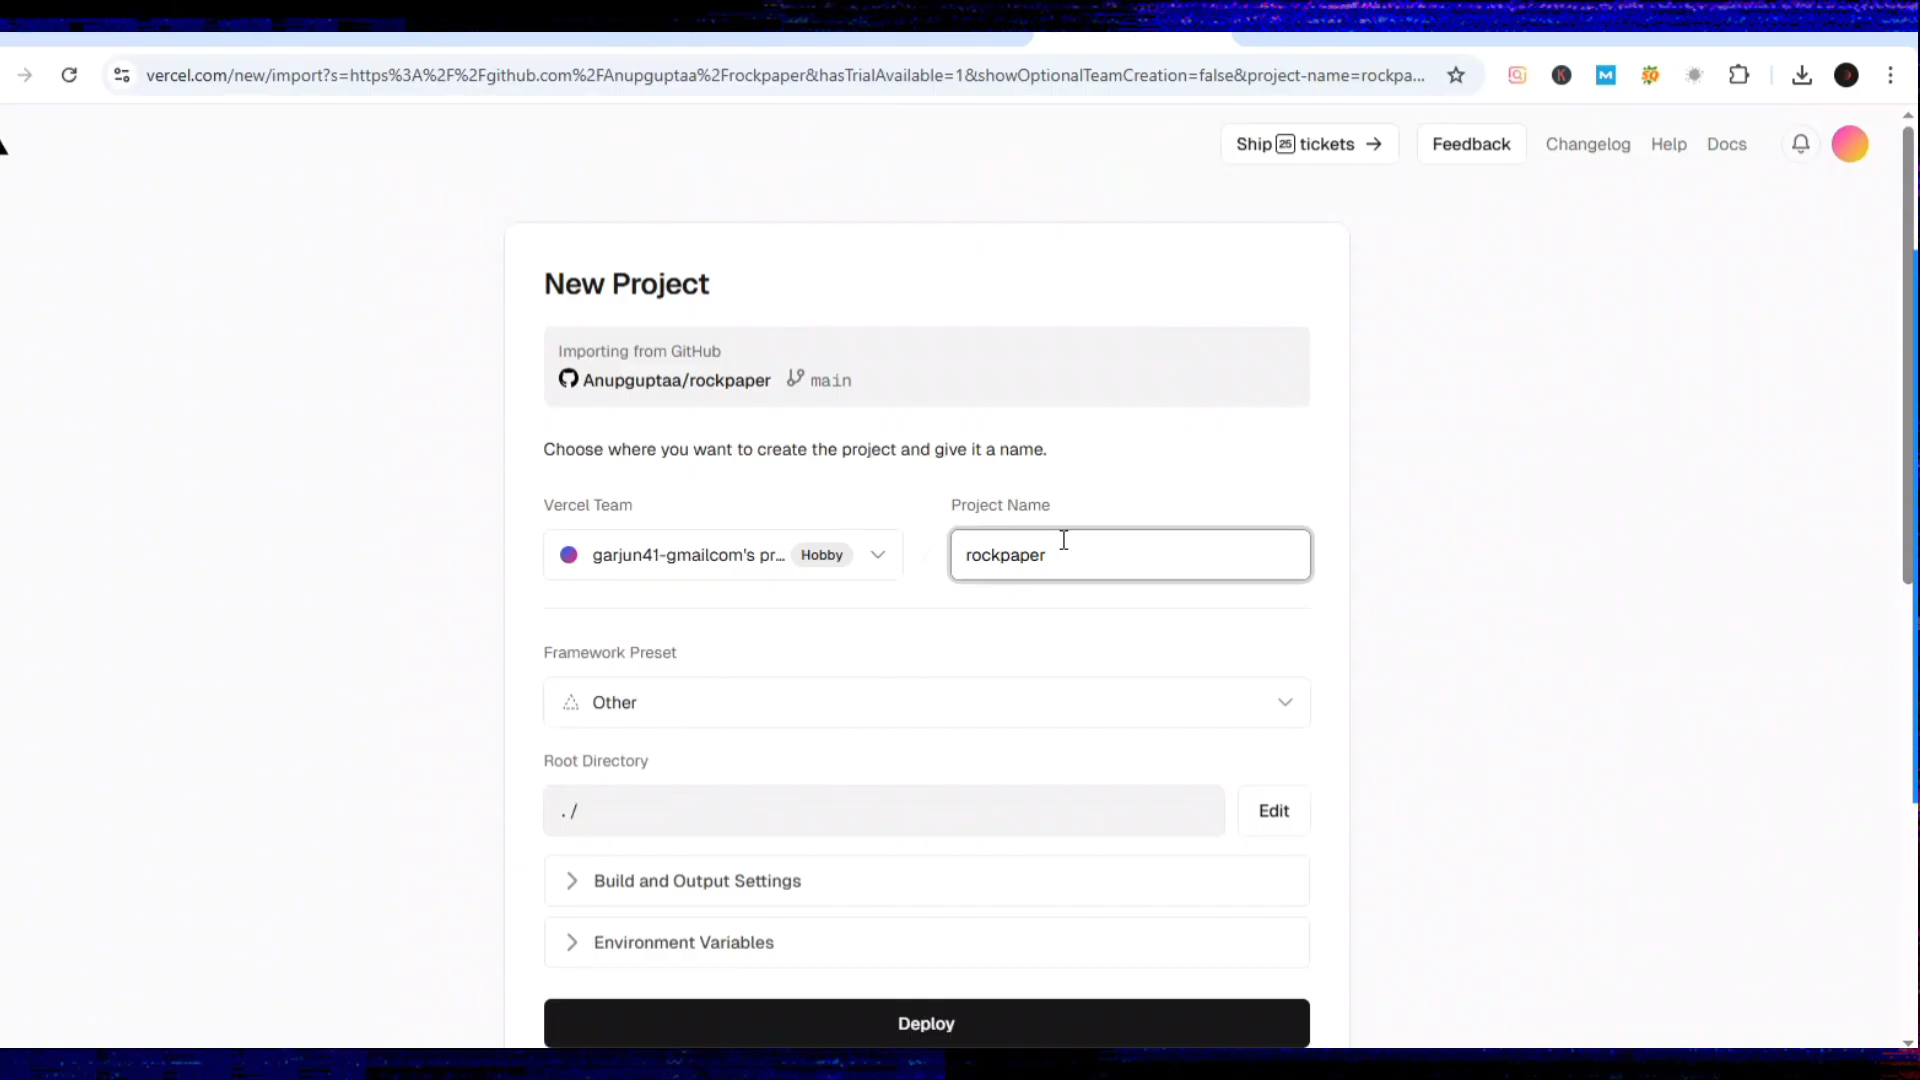 vercel.com/new/import?s=https%3A%2F%2Fgithub.com%2FAnupguptaa%2Frockpaper&hasTrialAvailable=1&showOptionalTeamCreation=false&project-name=rockpa...
Ship 25 tickets →
Feedback
Changelog
Help
Docs
New Project
Importing from GitHub
Anupguptaa/rockpaper main
Choose where you want to create the project and give it a name.
Vercel Team
Project Name
garjun41-gmailcom's pr... Hobby
rockpaper
Framework Preset
Other
Root Directory
./
Edit
Build and Output Settings
Environment Variables
Deploy